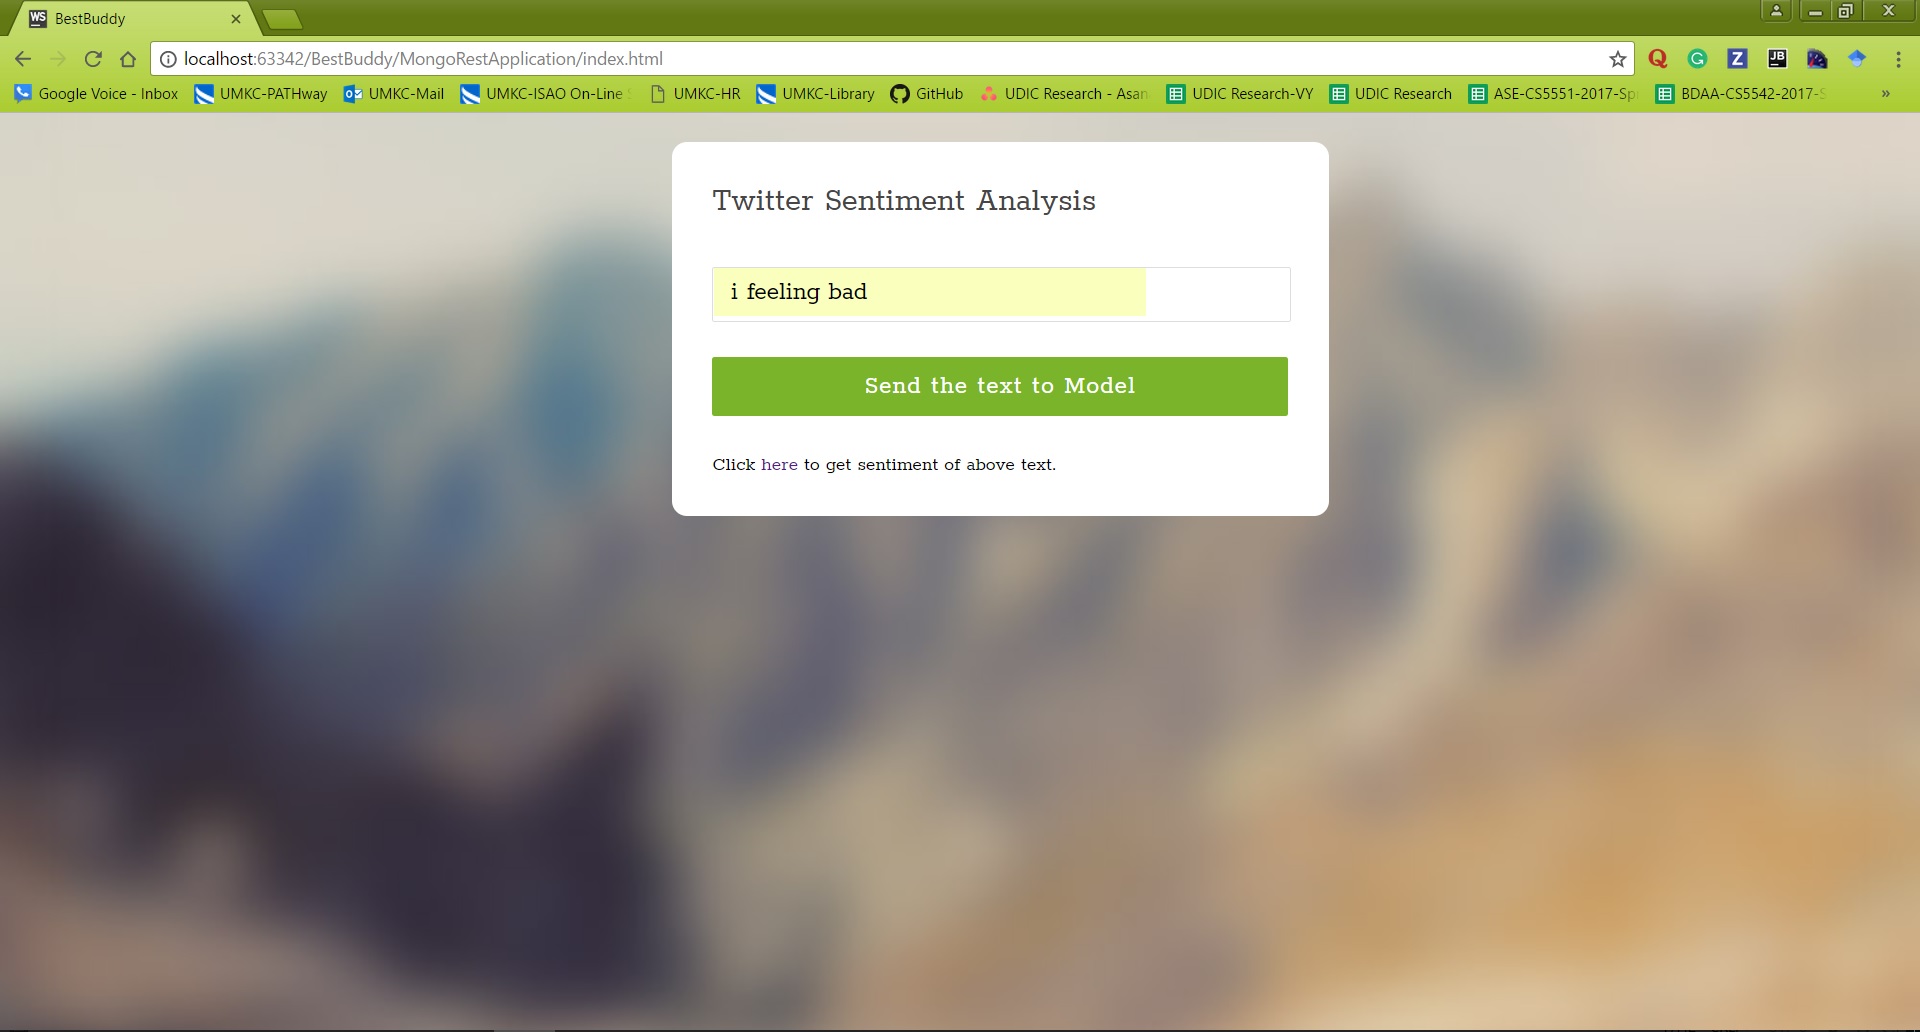 WS BestBuddy
localhost:63342/BestBuddy/MongoRestApplication/index.html
Q G Z JB
Google Voice - Inbox UMKC-PATHway UMKC-Mail UMKC-ISAO On-Line UMKC-HR UMKC-Library GitHub UDIC Research - Asan UDIC Research-VY UDIC Research ASE-CS5551-2017-Sp BDAA-CS5542-2017-S »
Twitter Sentiment Analysis
i feeling bad
Send the text to Model
Click here to get sentiment of above text.